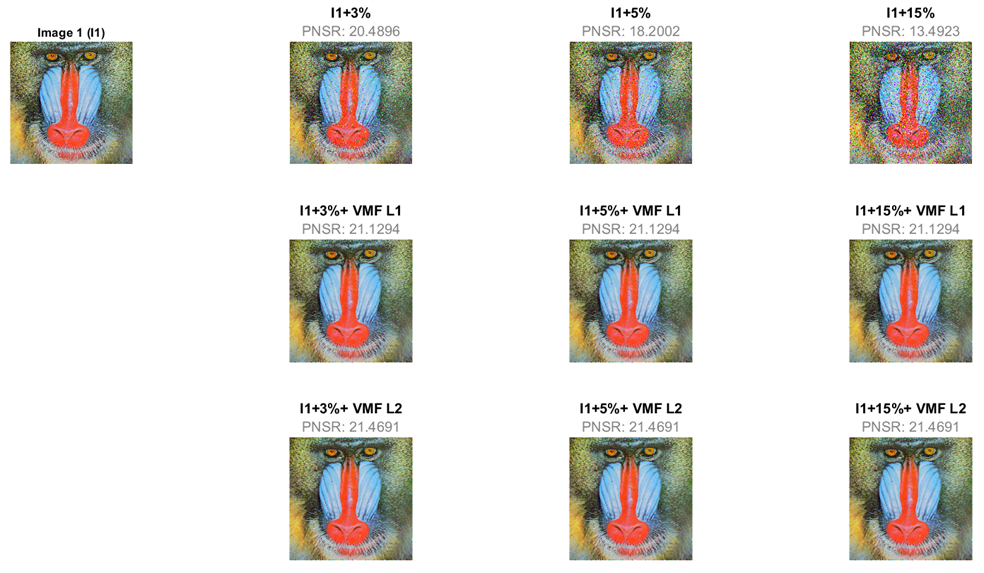 Image 1 (I1)
I1+3%
PNSR: 20.4896
I1+5%
PNSR: 18.2002
I1+15%
PNSR: 13.4923
I1+3%+ VMF L1
PNSR: 21.1294
I1+5%+ VMF L1
PNSR: 21.1294
I1+15%+ VMF L1
PNSR: 21.1294
I1+3%+ VMF L2
PNSR: 21.4691
I1+5%+ VMF L2
PNSR: 21.4691
I1+15%+ VMF L2
PNSR: 21.4691